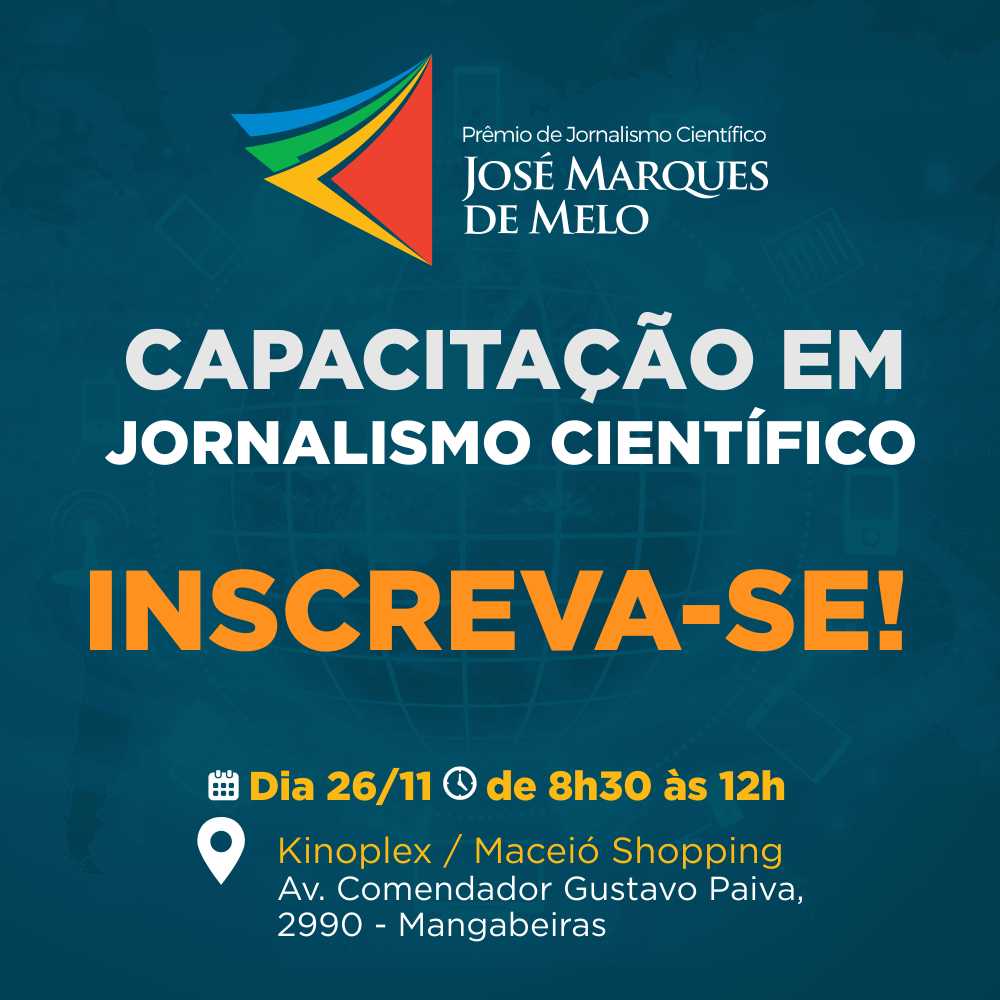 Prêmio de Jornalismo Científico
JOSÉ MARQUES
DE MELO
CAPACITAÇÃO EM
JORNALISMO CIENTÍFICO
INSCREVA-SE!
Dia 26/11 de 8h30 às 12h
Kinoplex / Maceió Shopping
Av. Comendador Gustavo Paiva,
2990 - Mangabeiras